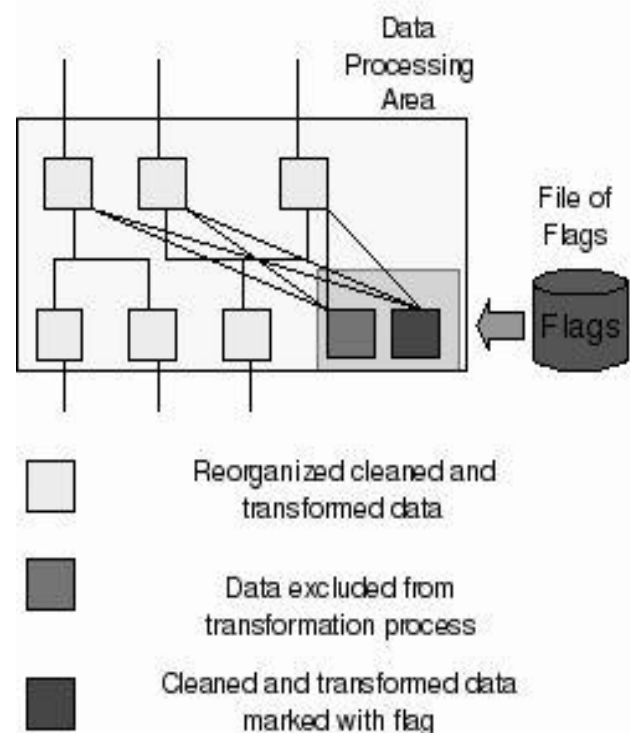 Data
Processing
Area
File of
Flags
Flags
Reorganized cleaned and
transformed data
Data excluded from
transformation process
Cleaned and transformed data
marked with flag